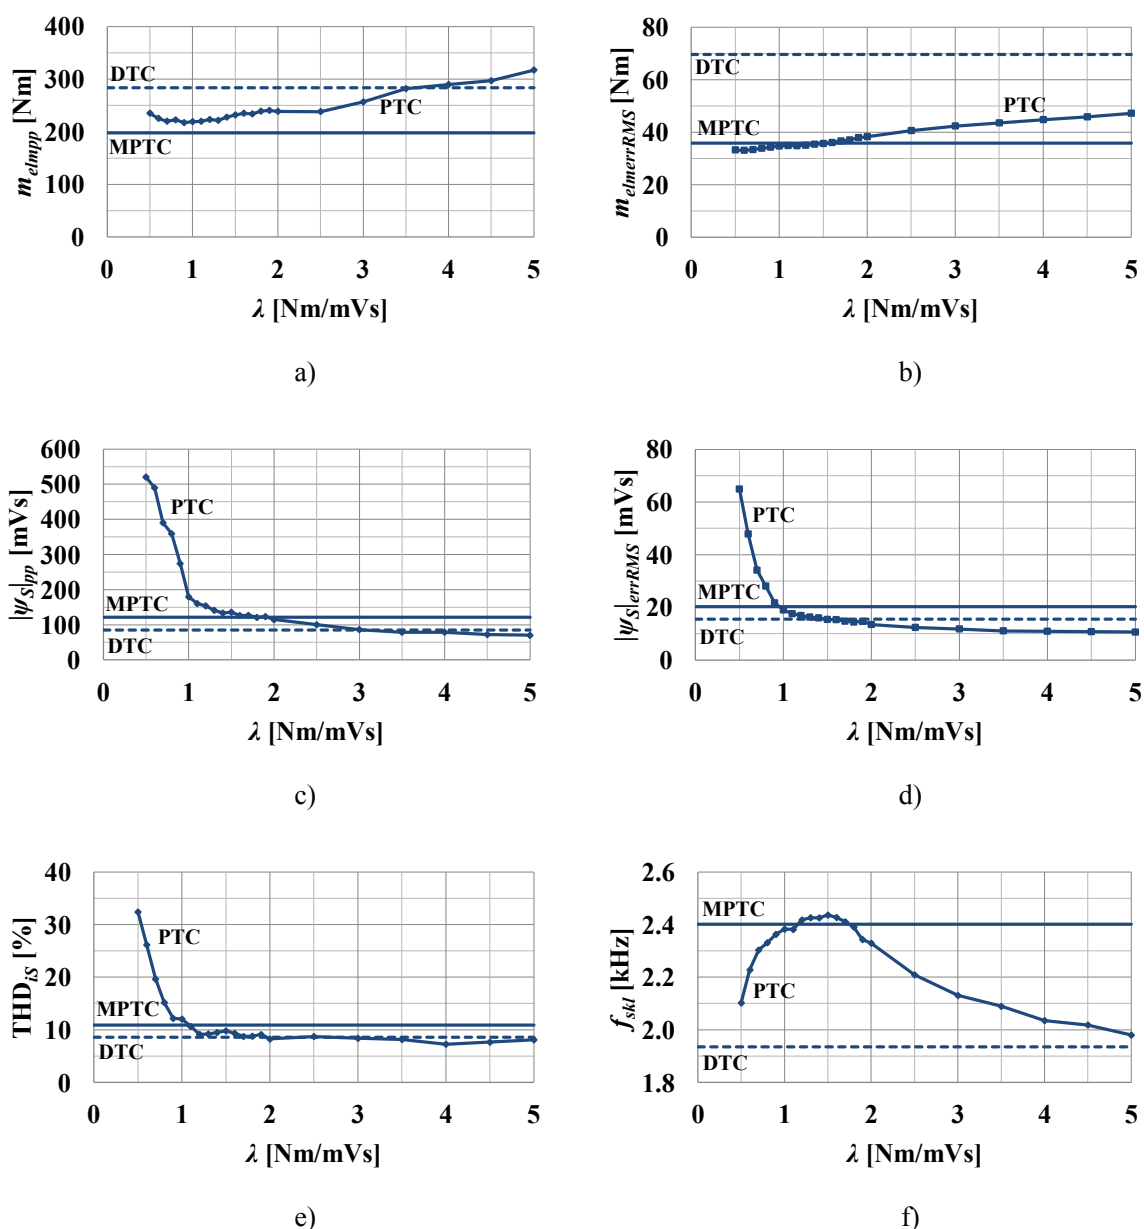 400
300
200
100
0
DTC
PTC
MPTC
m_elmpp [Nm]
0 1 2 3 4 5
λ [Nm/mVs]
a)
80
60
40
20
0
DTC
PTC
MPTC
m_elmerrRMS [Nm]
0 1 2 3 4 5
λ [Nm/mVs]
b)
600
500
400
300
200
100
0
PTC
MPTC
DTC
|ψ_S|_pp [mVs]
0 1 2 3 4 5
λ [Nm/mVs]
c)
80
60
40
20
0
PTC
MPTC
DTC
|ψ_S|_errRMS [mVs]
0 1 2 3 4 5
λ [Nm/mVs]
d)
40
30
20
10
0
PTC
MPTC
DTC
THD_iS [%]
0 1 2 3 4 5
λ [Nm/mVs]
e)
2.6
2.4
2.2
2.0
1.8
MPTC
PTC
DTC
f_skl [kHz]
0 1 2 3 4 5
λ [Nm/mVs]
f)